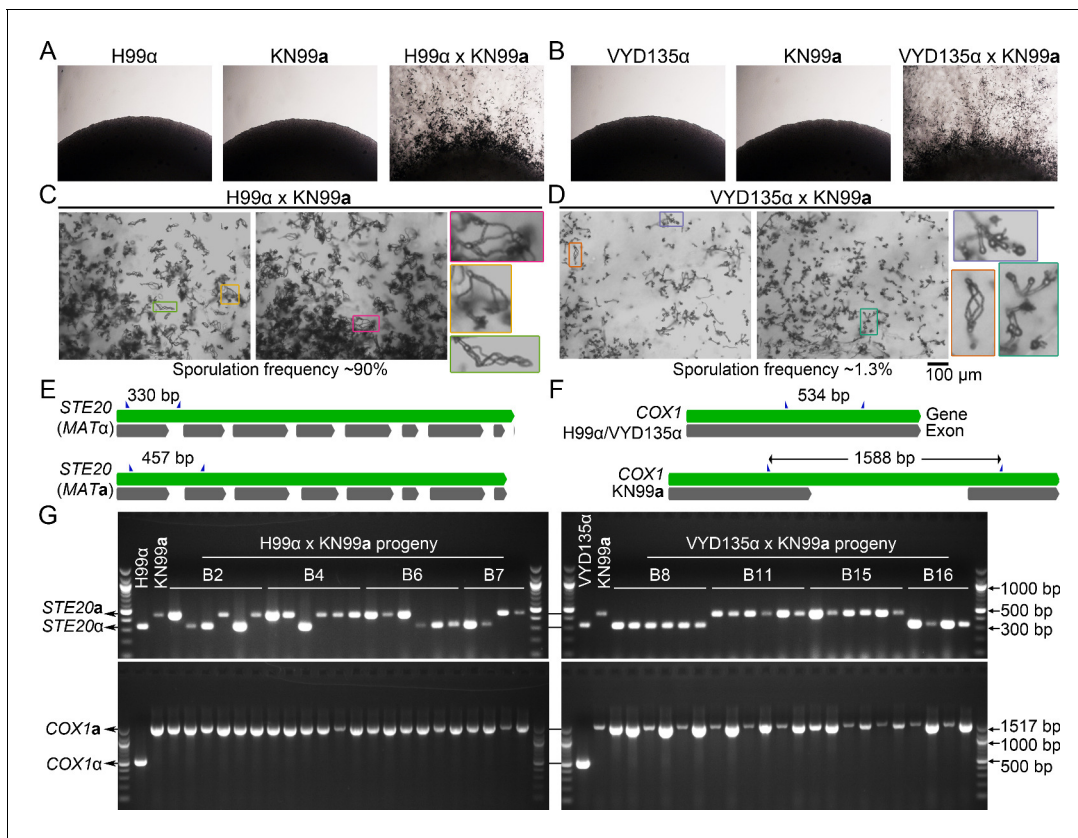 A B
H99α KN99a H99α x KN99a VYD135α KN99a VYD135α x KN99a
C H99α x KN99a D VYD135α x KN99a
Sporulation frequency ~90% Sporulation frequency ~1.3% 100 µm
E F
330 bp 534 bp
STE20 COX1 Gene
(MATα) H99α/VYD135α Exon
457 bp 1588 bp
STE20 COX1
(MATa) KN99a
G
H99α KN99a H99α x KN99a progeny VYD135α KN99a VYD135α x KN99a progeny
B2 B4 B6 B7 B8 B11 B15 B16
1000 bp
STE20a 500 bp
STE20α 300 bp
COX1a 1517 bp
1000 bp
COX1α 500 bp